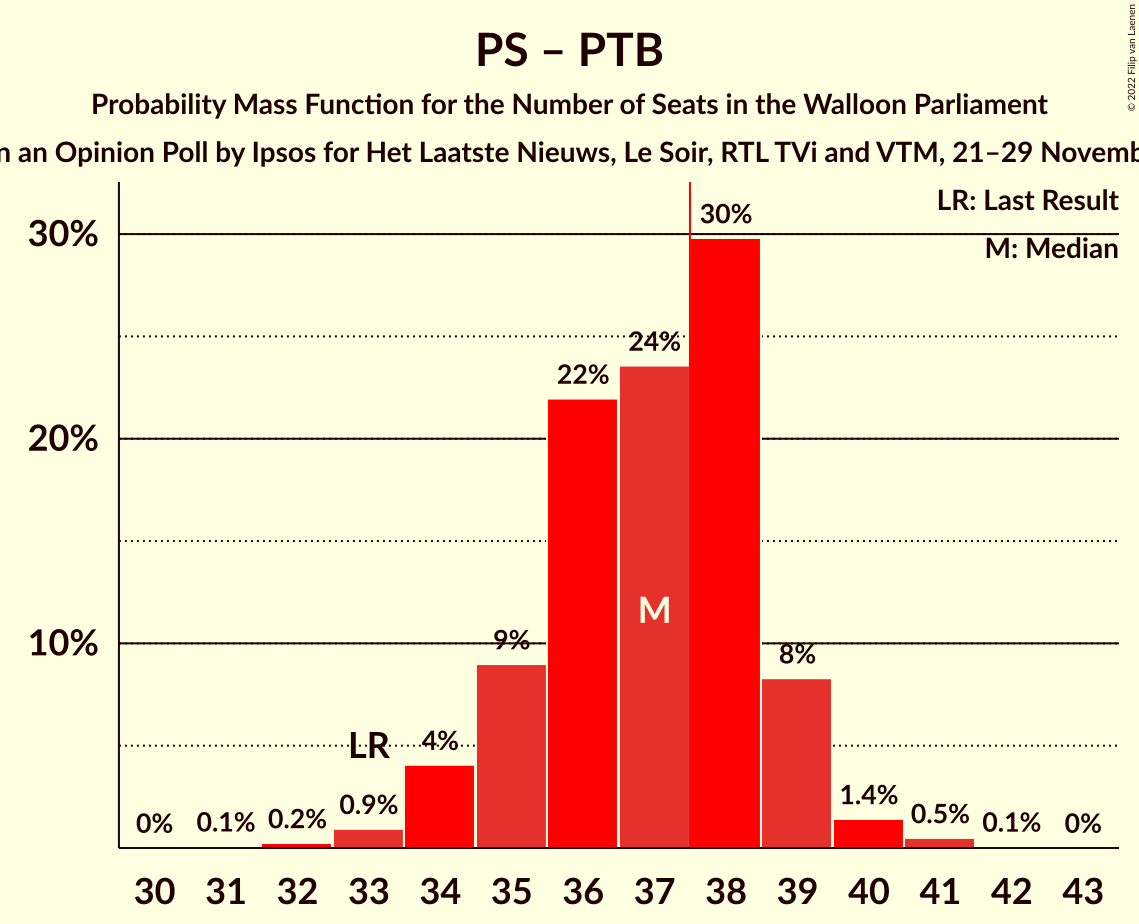 PS – PTB
Probability Mass Function for the Number of Seats in the Walloon Parliament
an Opinion Poll by Ipsos for Het Laatste Nieuws, Le Soir, RTL TVi and VTM, 21–29
© 2022 Filip van Laenen
LR: Last Result
M: Median
30%
20%
10%
0%
0.1%
0.2%
0.9%
LR
4%
9%
22%
24%
M
30%
8%
1.4%
0.5%
0.1%
0%
30 31 32 33 34 35 36 37 38 39 40 41 42 43